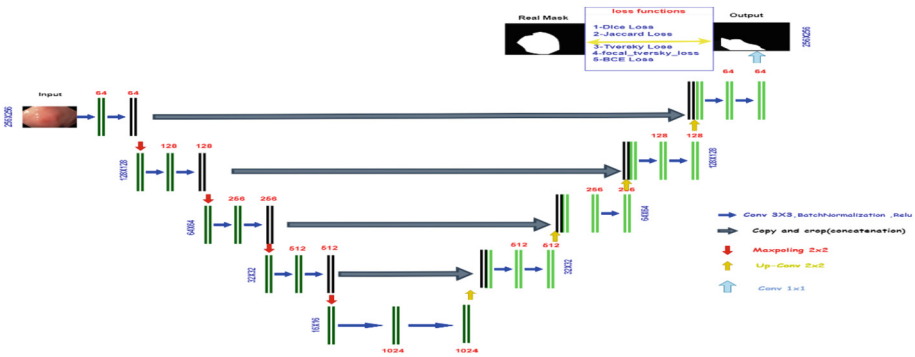 loss functions
Real Mask
Output
1-Dice Loss
2-Jaccard Loss
3-Tversky Loss
4-focal_tversky_loss
5-BCE Loss
256X256
64
64
Input
64
64
256X256
128
128
128
128
128X128
128X128
256
256
256
256
64X64
64X64
512
512
512
512
32X32
32X32
16X16
1024
1024
Conv 3X3,BatchNormalization ,Relu
Copy and crop(concatenation)
Maxpoling 2x2
Up-Conv 2x2
Conv 1x1